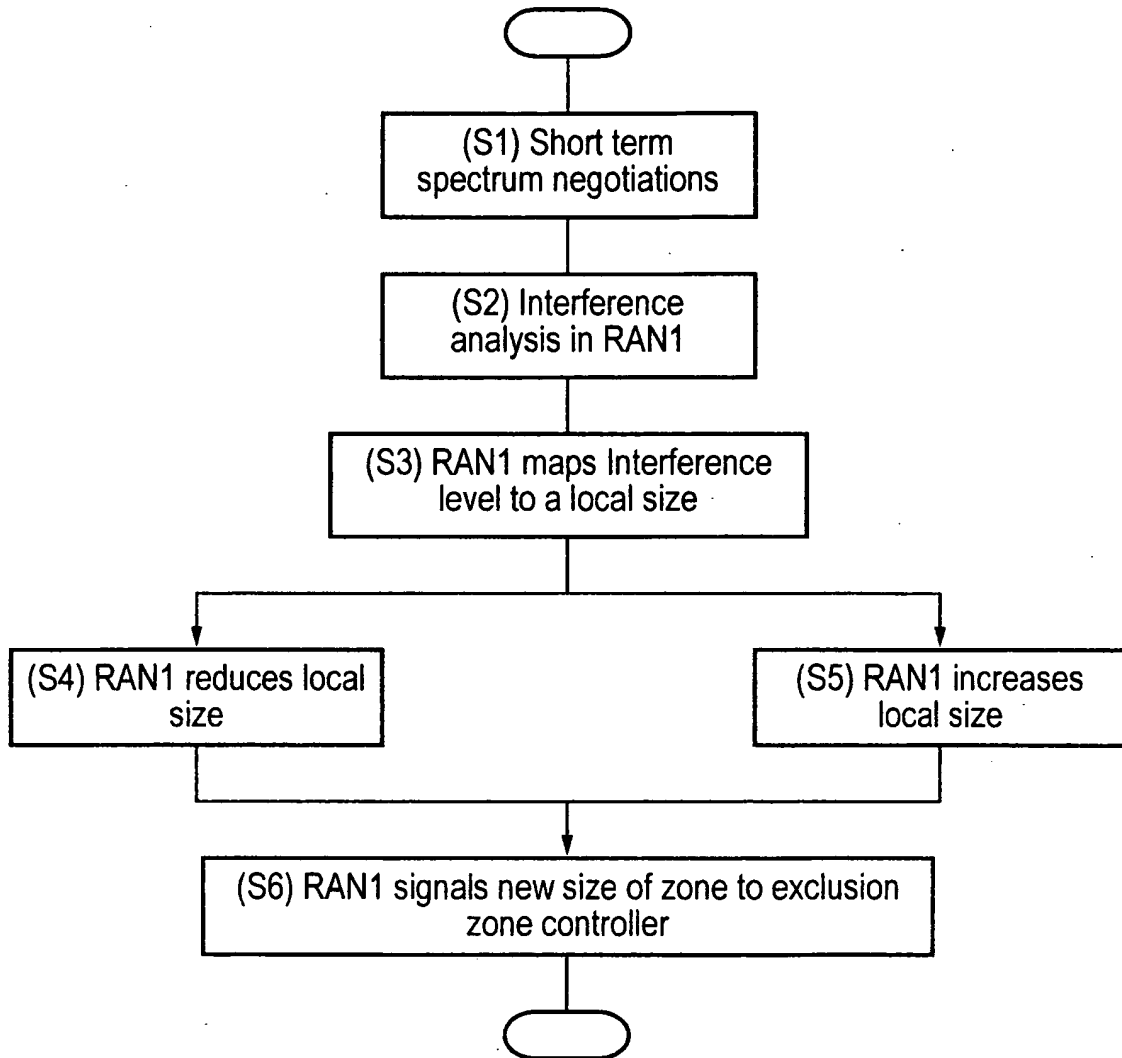 (S1) Short term
spectrum negotiations
(S2) Interference
analysis in RAN1
(S3) RAN1 maps Interference
level to a local size
(S4) RAN1 reduces local
size
(S5) RAN1 increases
local size
(S6) RAN1 signals new size of zone to exclusion
zone controller